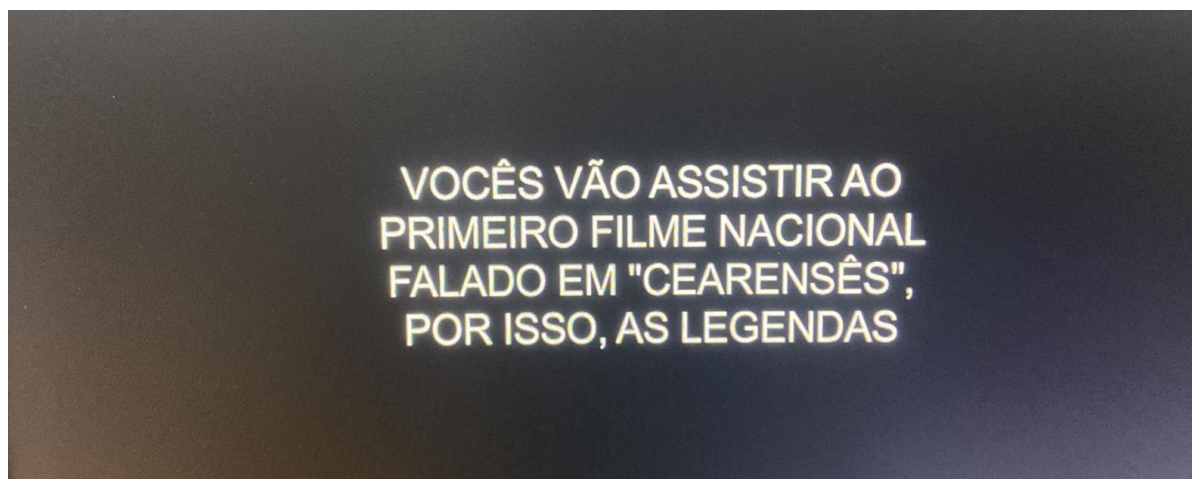 VOCÊS VÃO ASSISTIR AO
PRIMEIRO FILME NACIONAL
FALADO EM "CEARENSÊS",
POR ISSO, AS LEGENDAS